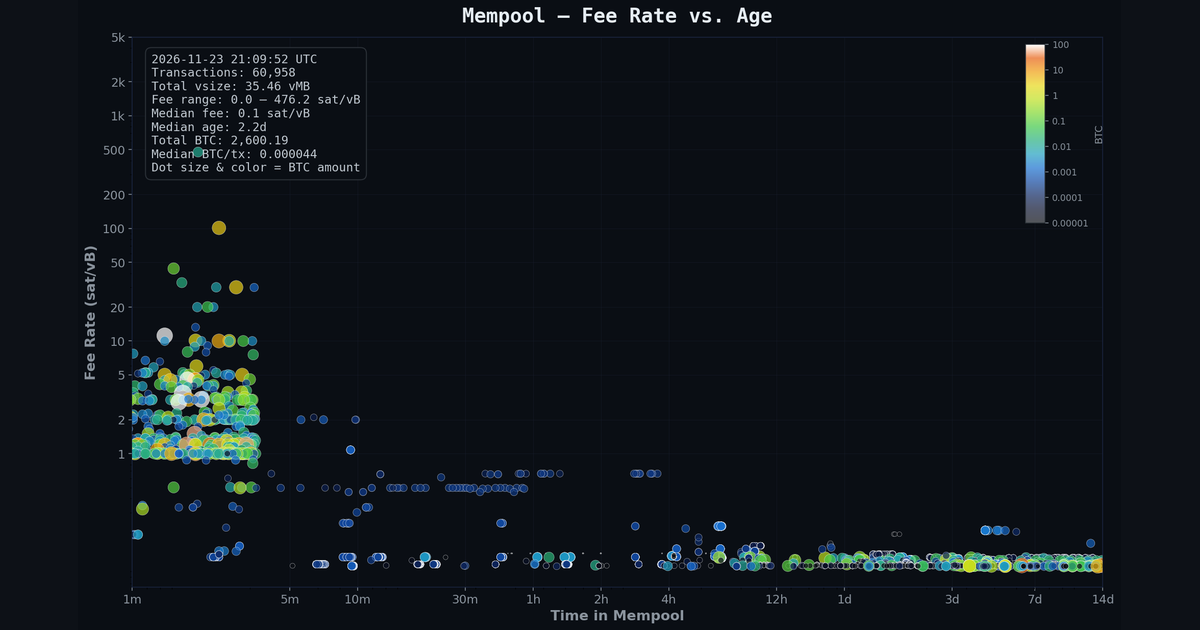 Mempool — Fee Rate vs. Age
2026-11-23 21:09:52 UTC
Transactions: 60,958
Total vsize: 35.46 vMB
Fee range: 0.0 — 476.2 sat/vB
Median fee: 0.1 sat/vB
Median age: 2.2d
Total BTC: 2,600.19
Median BTC/tx: 0.000044
Dot size & color = BTC amount
5k
2k
1k
500
200
100
50
20
10
5
2
1
Fee Rate (sat/vB)
100
10
1
0.1
0.01
0.001
0.0001
0.00001
BTC
1m
5m
10m
30m
1h
2h
4h
12h
1d
3d
7d
14d
Time in Mempool